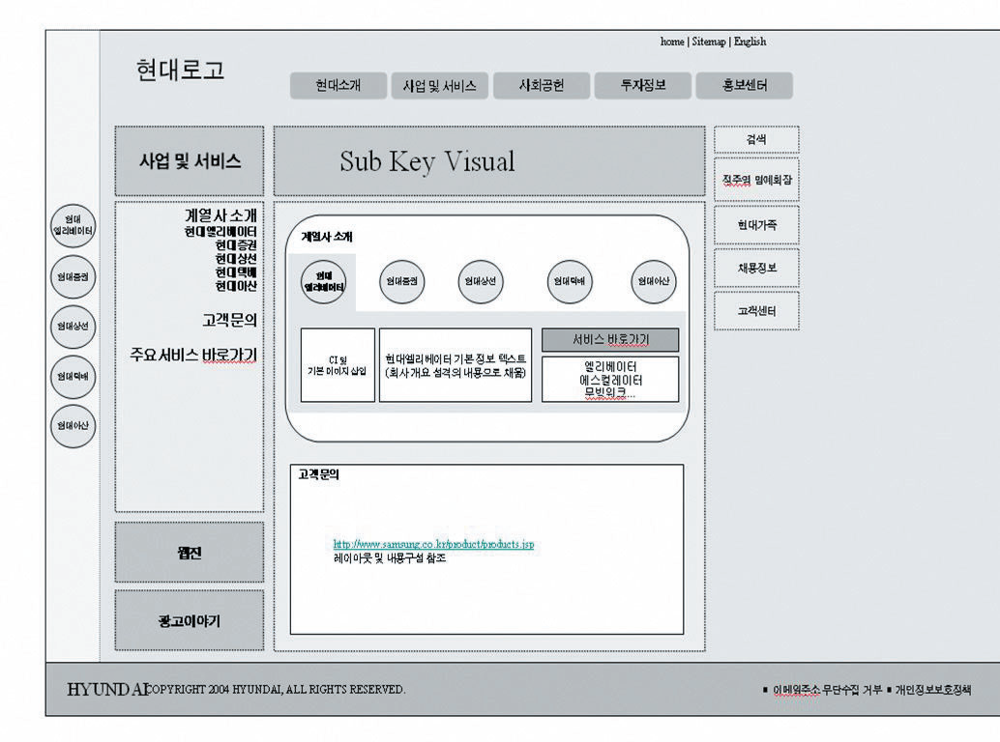 home | Sitemap | English
현대로고
현대소개
사업 및 서비스
사회공헌
투자정보
홍보센터
사업 및 서비스
Sub Key Visual
검색
정주영 명예회장
현대가족
채용정보
고객센터
현대
엘리베이터
현대증권
현대상선
현대택배
현대아산
계열사 소개
현대엘리베이터
현대증권
현대상선
현대택배
현대아산
고객문의
주요서비스 바로가기
계열사 소개
현대
엘리베이터
현대증권
현대상선
현대택배
현대아산
CI 및
기본 이미지 삽입
현대엘리베이터 기본 정보 텍스트
(회사 개요 성격의 내용으로 채움)
서비스 바로가기
엘리베이터
에스컬레이터
무빙워크...
고객문의
http://www.samsung.co.kr/product/products.jsp
레이아웃 및 내용구성 참조
웹진
광고이야기
HYUNDAI
COPYRIGHT 2004 HYUNDAI, ALL RIGHTS RESERVED.
■ 이메일주소 무단수집 거부 ■ 개인정보보호정책